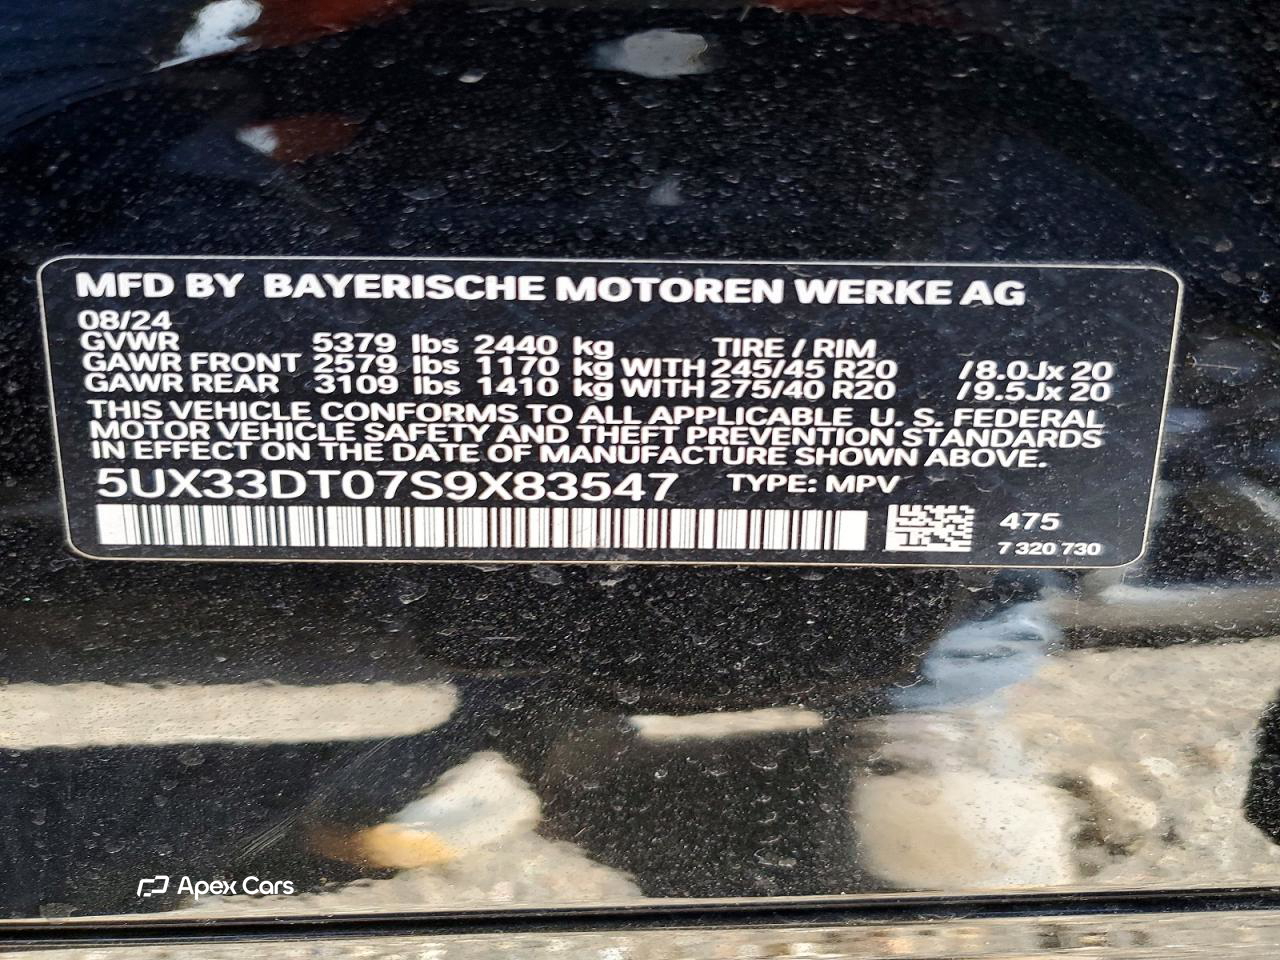 MFD BY BAYERISCHE MOTOREN WERKE AG
08/24
GVWR 5379 lbs 2440 kg TIRE / RIM
GAWR FRONT 2579 lbs 1170 kg WITH 245/45 R20 /8.0Jx 20
GAWR REAR 3109 lbs 1410 kg WITH 275/40 R20 /9.5Jx 20
THIS VEHICLE CONFORMS TO ALL APPLICABLE U. S. FEDERAL
MOTOR VEHICLE SAFETY AND THEFT PREVENTION STANDARDS
IN EFFECT ON THE DATE OF MANUFACTURE SHOWN ABOVE.
5UX33DT07S9X83547 TYPE: MPV
475
7 320 730
Apex Cars